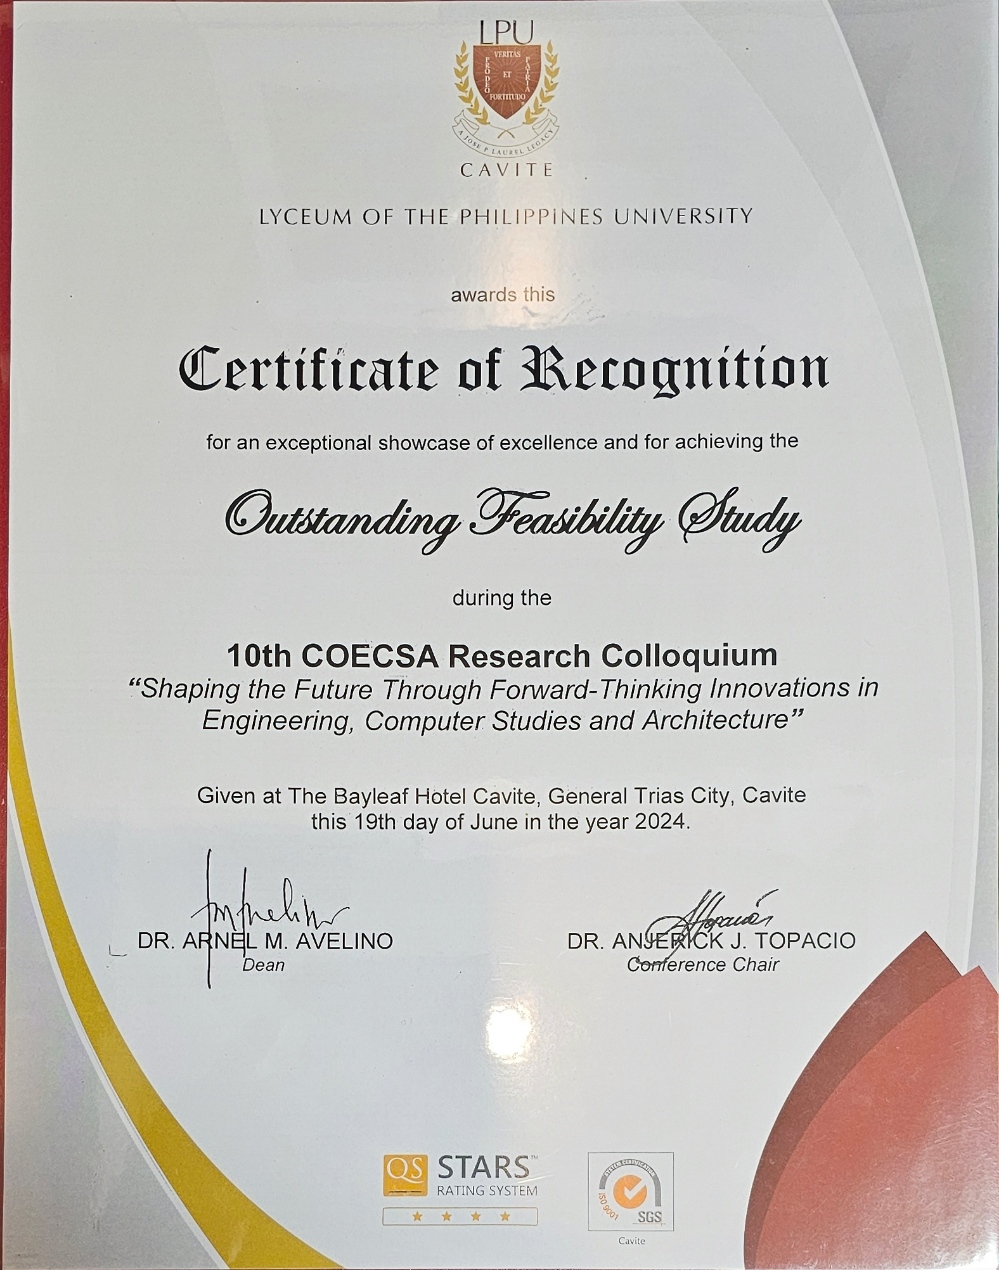 LPU
VERITAS
PRO DEO
ET
PATRIA
FORTITUDO
A JOSE P LAUREL LEGACY
CAVITE
LYCEUM OF THE PHILIPPINES UNIVERSITY
awards this
Certificate of Recognition
for an exceptional showcase of excellence and for achieving the
Outstanding Feasibility Study
during the
10th COECSA Research Colloquium
“Shaping the Future Through Forward-Thinking Innovations in
Engineering, Computer Studies and Architecture”
Given at The Bayleaf Hotel Cavite, General Trias City, Cavite
this 19th day of June in the year 2024.
DR. ARNEL M. AVELINO
Dean
DR. ANJERICK J. TOPACIO
Conference Chair
QS STARS™
RATING SYSTEM
ISO 9001
SGS
Cavite